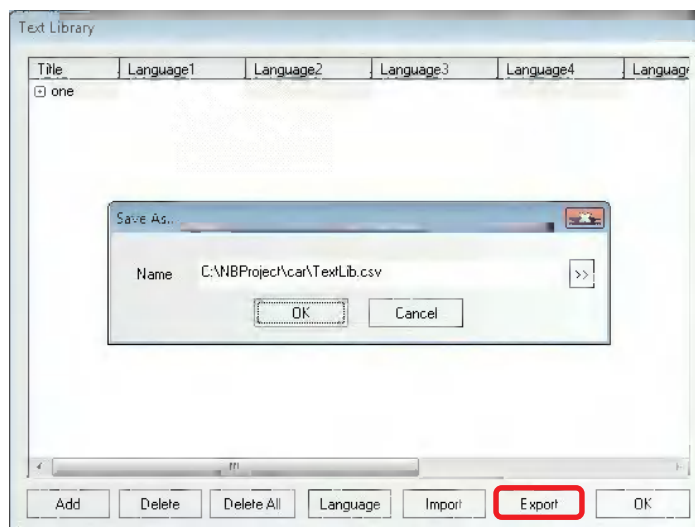 Text Library
Title Language1 Language2 Language3 Language4 Language
one
Save As..
Name C:\NBProject\car\TextLib.csv >>
OK Cancel
Add Delete Delete All Language Import Export OK